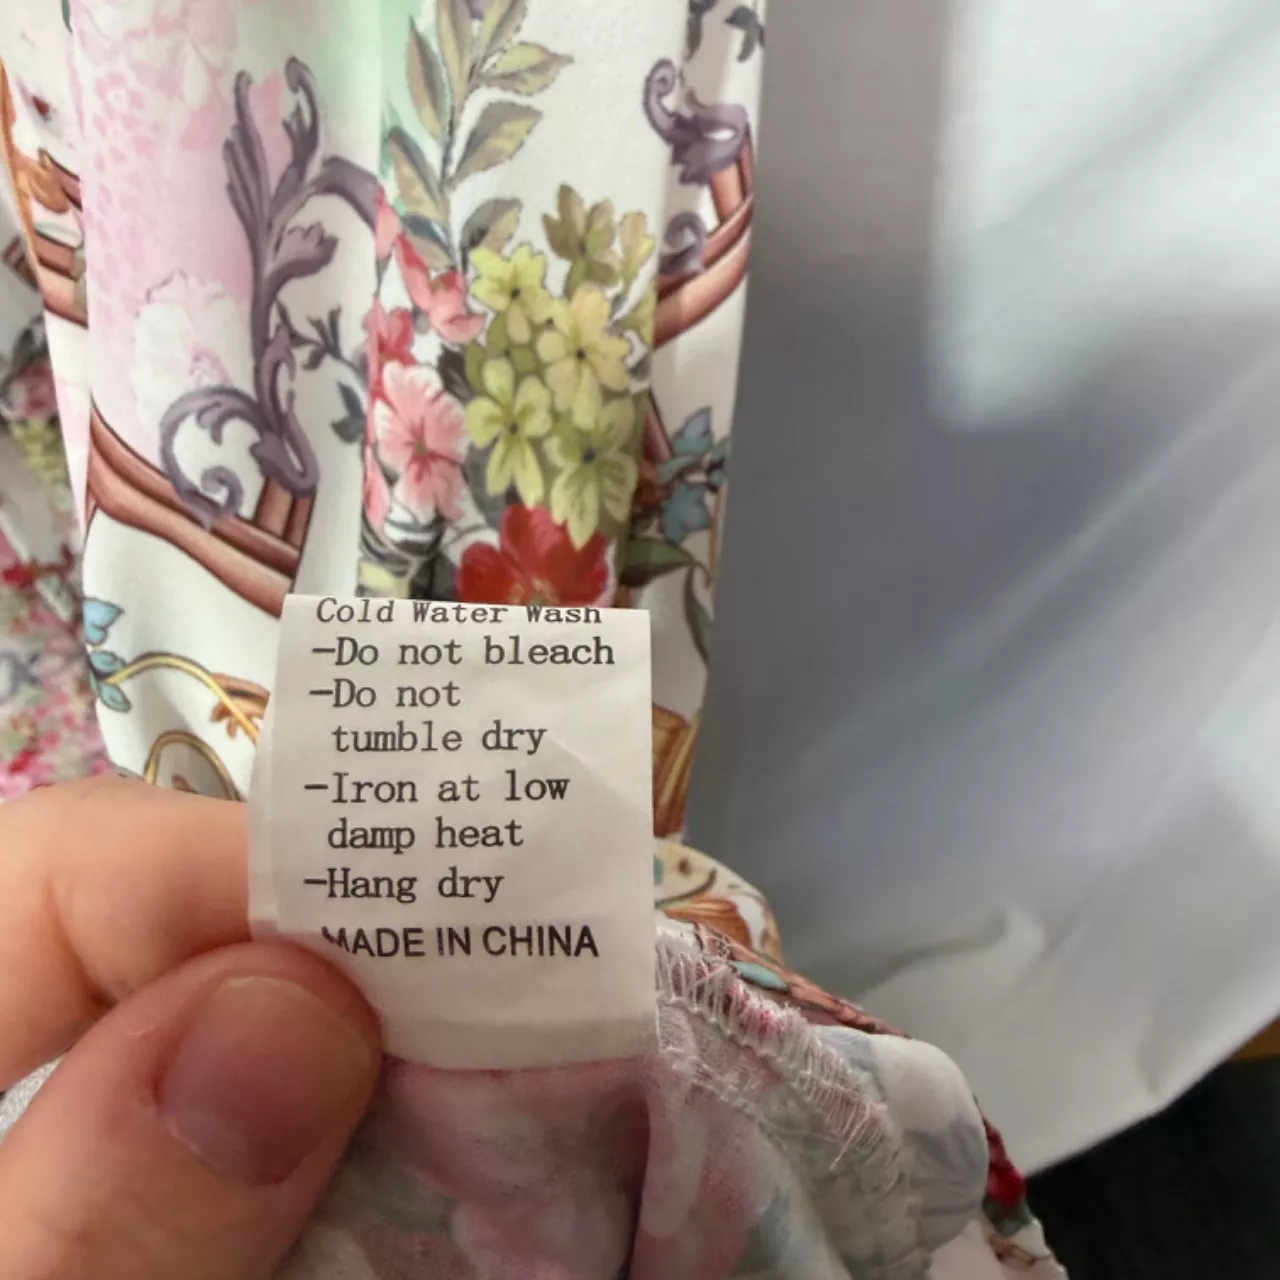 Cold Water Wash
-Do not bleach
-Do not
tumble dry
-Iron at low
damp heat
-Hang dry
MADE IN CHINA